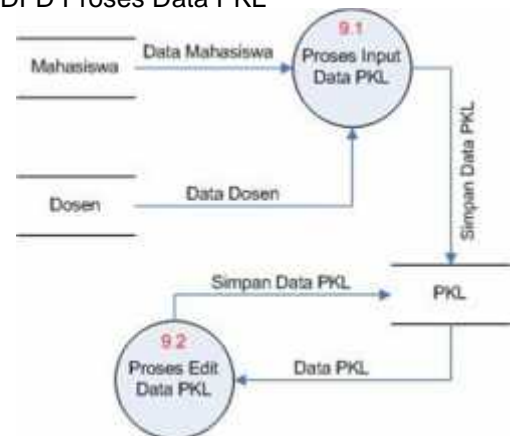 DFD Proses Data PKL
9.1
Proses Input
Data PKL
Data Mahasiswa
Mahasiswa
Simpan Data PKL
Data Dosen
Dosen
Simpan Data PKL
PKL
9.2
Proses Edit
Data PKL
Data PKL